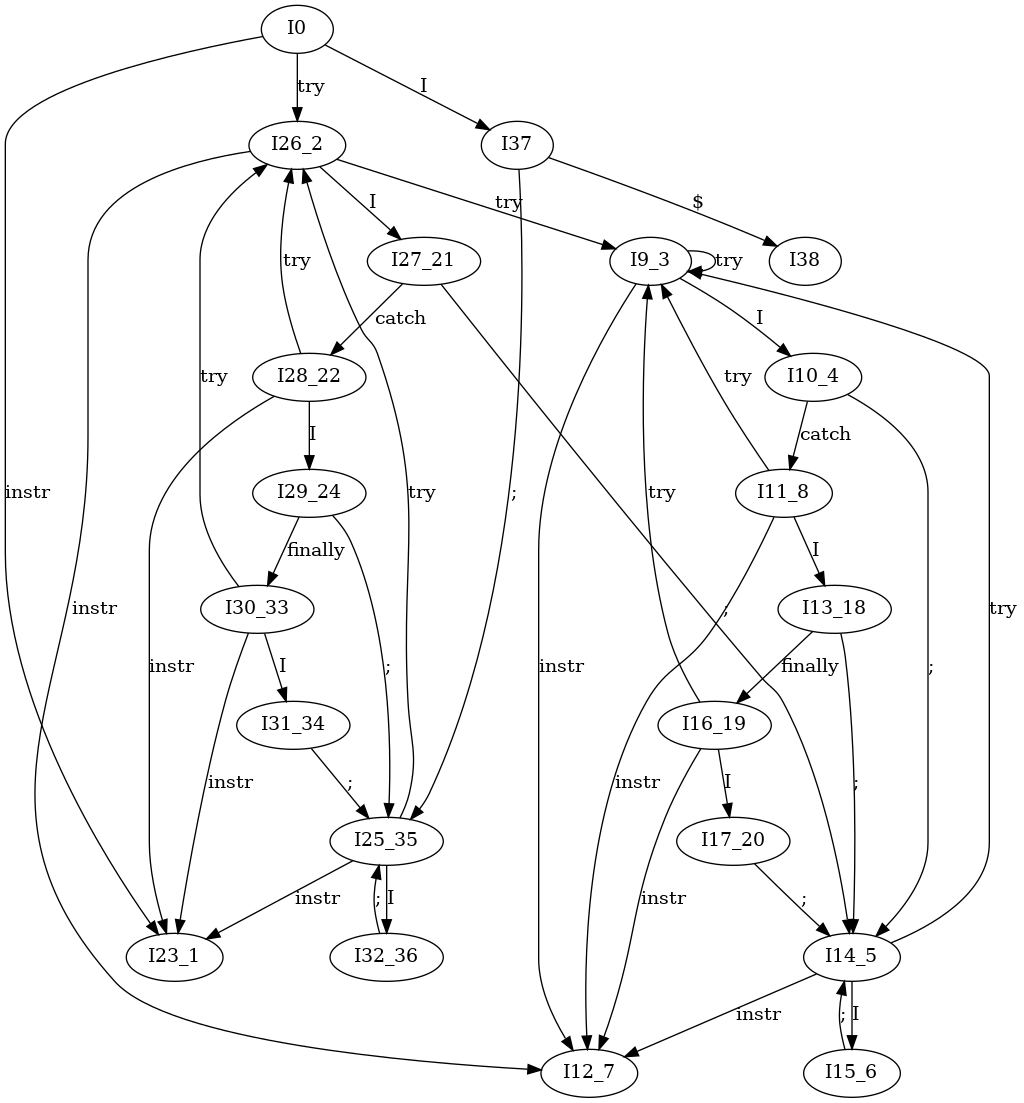 I0
try
I
I26_2
I37
I
try
$
I27_21
I9_3
try
I38
try
catch
I
I28_22
I10_4
try
try
I
catch
instr
I29_24
try
try
;
I11_8
;
finally
I
instr
I30_33
;
I13_18
try
instr
I
;
instr
finally
;
I31_34
I16_19
instr
;
instr
I
;
I25_35
I17_20
instr
; I
instr
;
I23_1
I32_36
I14_5
instr
; I
I12_7
I15_6